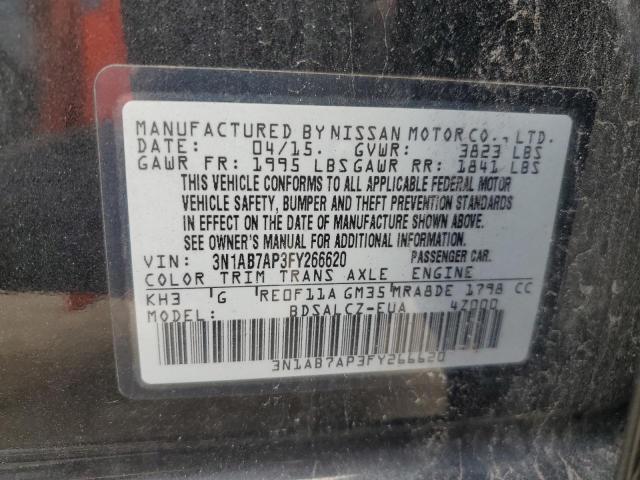 MANUFACTURED BY NISSAN MOTOR CO., LTD.
DATE: 04/15. GVWR: 3823 LBS
GAWR FR: 1995 LBS GAWR RR: 1841 LBS
THIS VEHICLE CONFORMS TO ALL APPLICABLE FEDERAL MOTOR
VEHICLE SAFETY, BUMPER AND THEFT PREVENTION STANDARDS
IN EFFECT ON THE DATE OF MANUFACTURE SHOWN ABOVE.
SEE OWNER'S MANUAL FOR ADDITIONAL INFORMATION
VIN: 3N1AB7AP3FY266620 PASSENGER CAR.
COLOR TRIM TRANS AXLE ENGINE
KH3 G RE0F11A GM35 MRA8DE 1798 CC
MODEL: BDSALCZ-EUA 4Z000
3N1AB7AP3FY266620